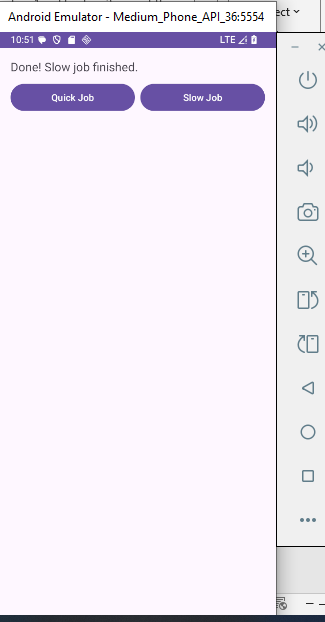 Android Emulator - Medium_Phone_API_36:5554
10:51
LTE
Done! Slow job finished.
Quick Job
Slow Job